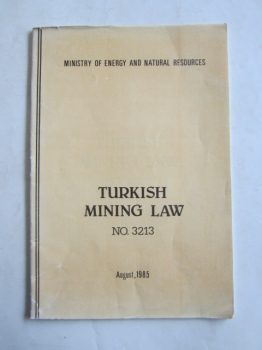 MINISTRY OF ENERGY AND NATURAL RESOURCES
TURKISH
MINING LAW
NO. 3213
August, 1985